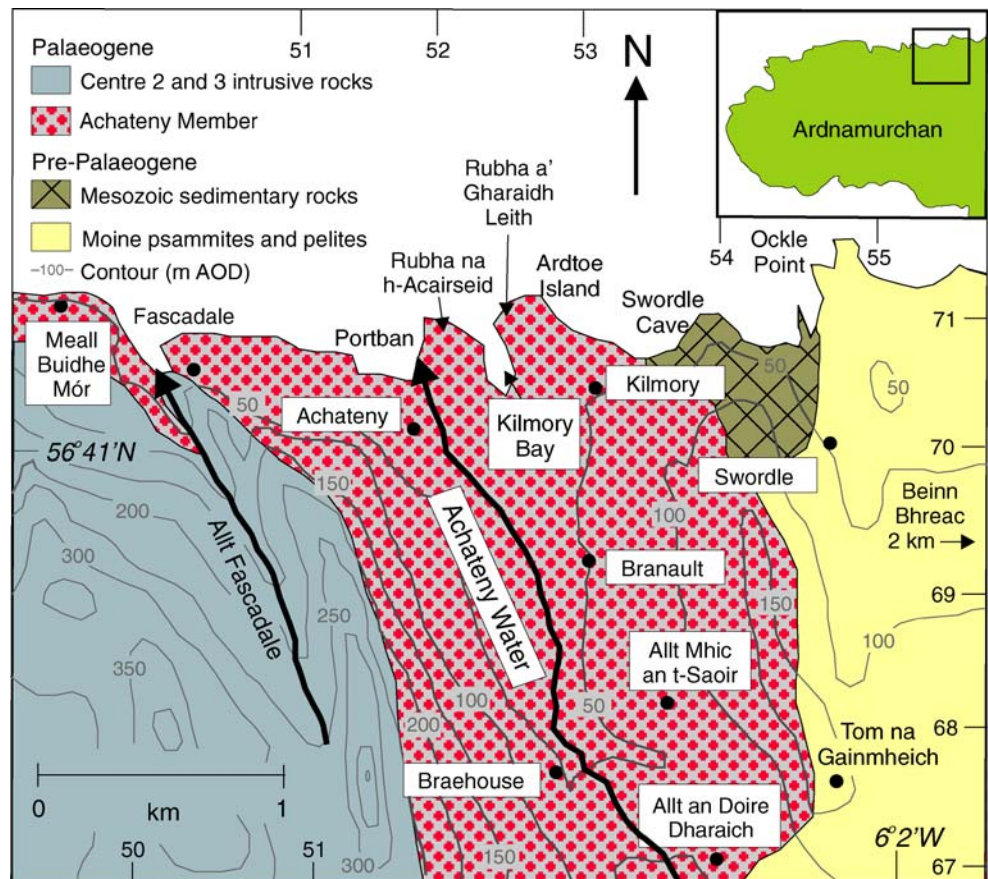 51
52
53
N
Palaeogene
Centre 2 and 3 intrusive rocks
Achateny Member
Pre-Palaeogene
Mesozoic sedimentary rocks
Moine psammites and pelites
-100- Contour (m AOD)
Ardnamurchan
Rubha a'
Gharaidh
Leith
Rubha na
h-Acairseid
Ardtoe
Island
Swordle
Cave
54
Ockle
Point
55
Fascadale
Portban
71
Meall
Buidhe
Mór
50
Achateny
Kilmory
Bay
Kilmory
50
50
56°41'N
70
150
Swordle
200
Allt Fascadale
Achateny Water
100
Beinn
Bhreac
2 km
300
Branault
250
150
69
100
350
Allt Mhic
an t-Saoir
100
50
200
68
Tom na
Gainmheich
0
1
km
Braehouse
Allt an Doire
Dharaich
6°2'W
50
51
300
150
67